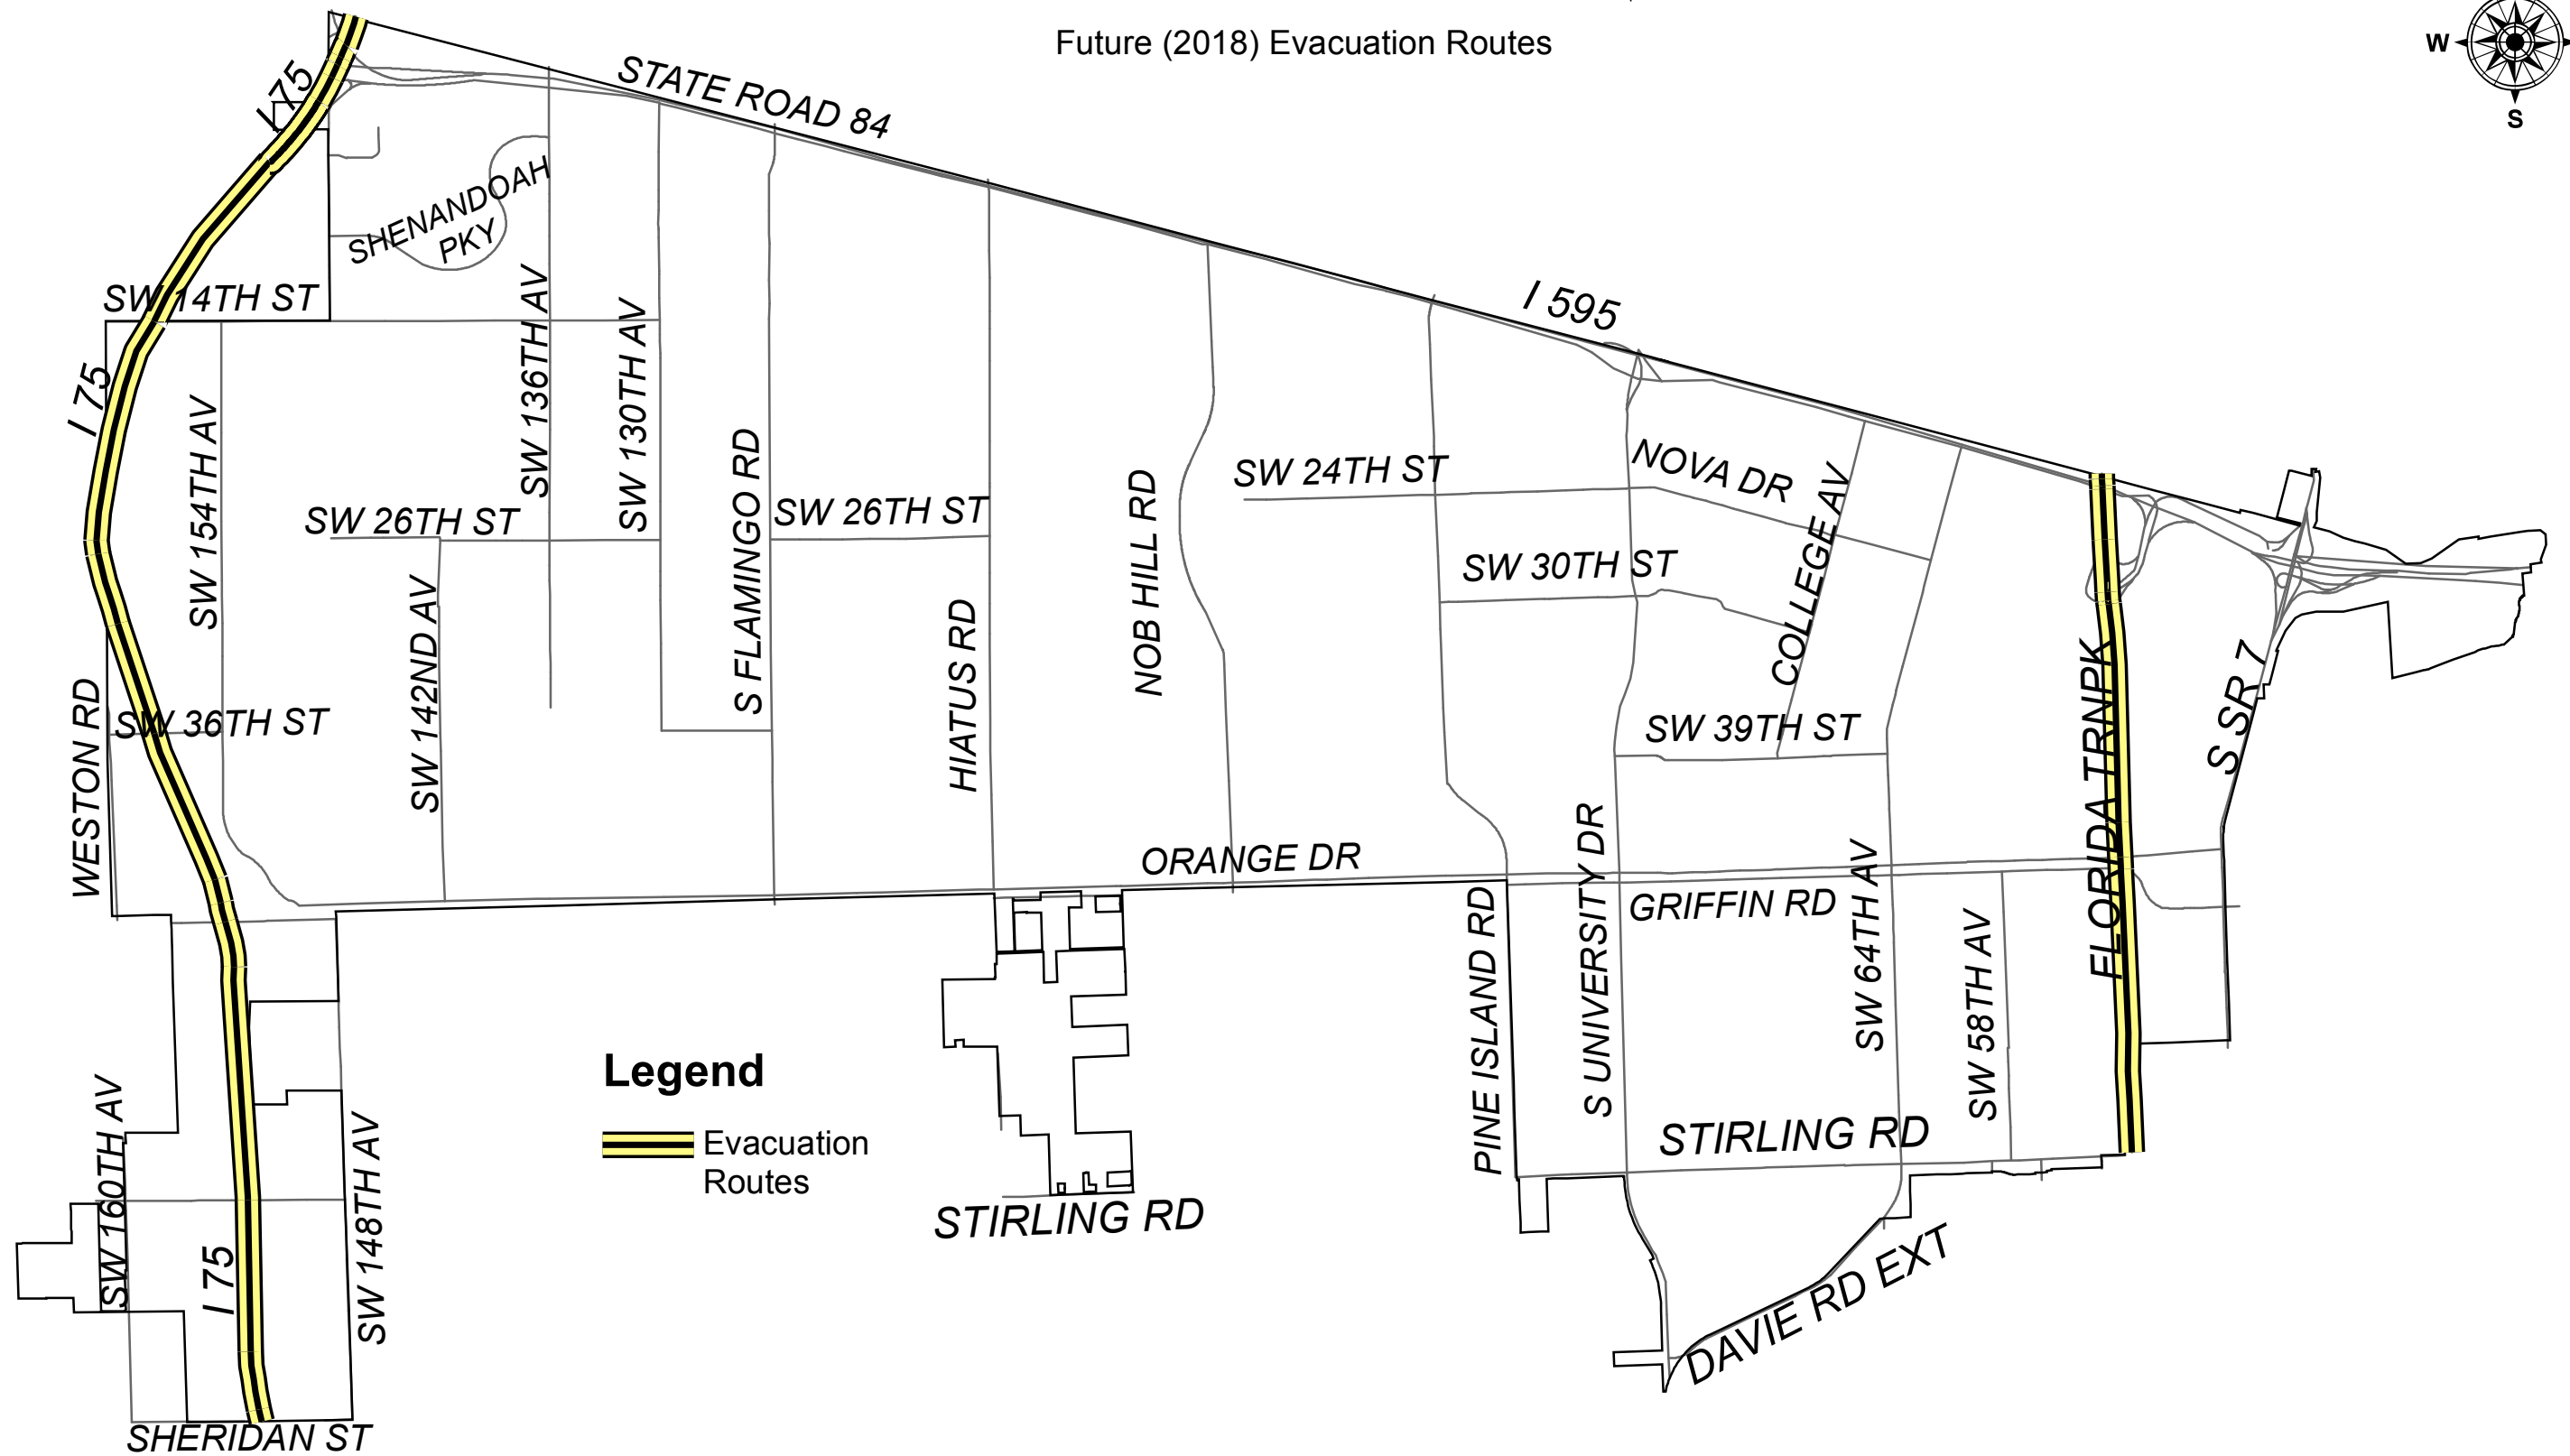 Future (2018) Evacuation Routes
W
S
I 75
STATE ROAD 84
SHENANDOAH
PKY
SW 14TH ST
I 595
I 75
SW 154TH AV
SW 136TH AV
SW 130TH AV
S FLAMINGO RD
SW 26TH ST
SW 26TH ST
SW 24TH ST
NOVA DR
NOB HILL RD
SW 30TH ST
COLLEGE AV
SW 142ND AV
HIATUS RD
WESTON RD
SW 36TH ST
SW 39TH ST
FLORIDA TRNPK
S SR 7
ORANGE DR
GRIFFIN RD
PINE ISLAND RD
S UNIVERSITY DR
SW 64TH AV
SW 58TH AV
Legend
Evacuation
Routes
SW 160TH AV
SW 148TH AV
I 75
STIRLING RD
STIRLING RD
DAVIE RD EXT
SHERIDAN ST